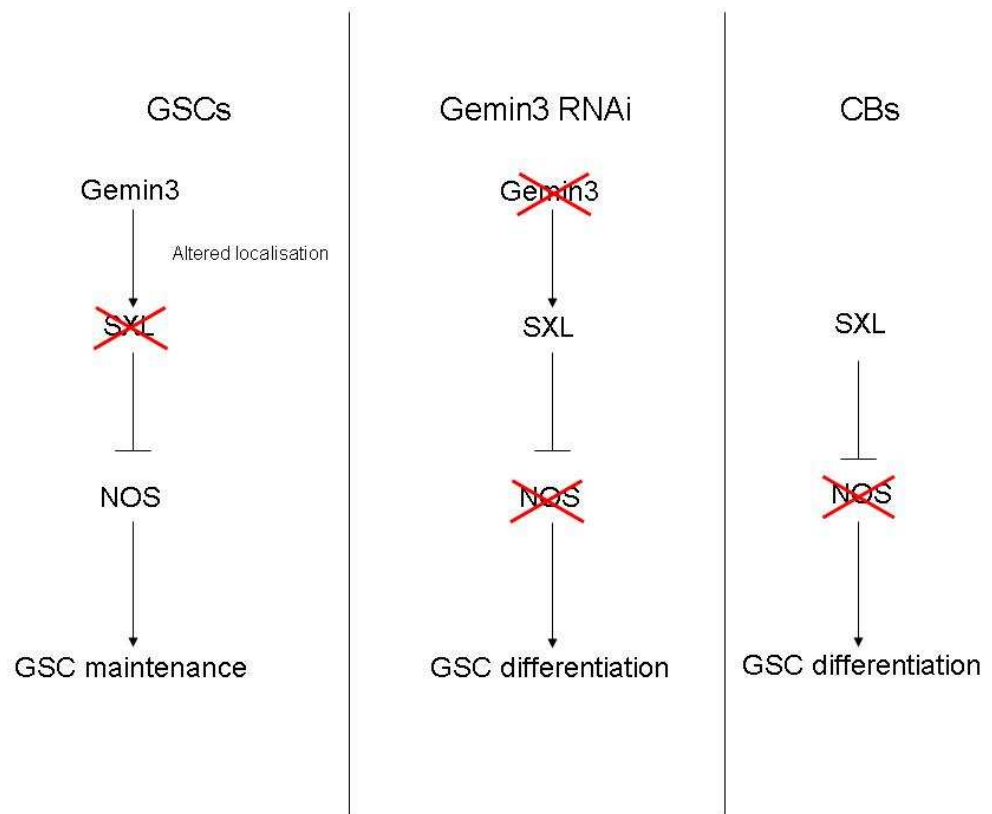 GSCs
Gemin3
Altered localisation
SXL
NOS
GSC maintenance
Gemin3 RNAi
Gemin3
SXL
NOS
GSC differentiation
CBs
SXL
NOS
GSC differentiation